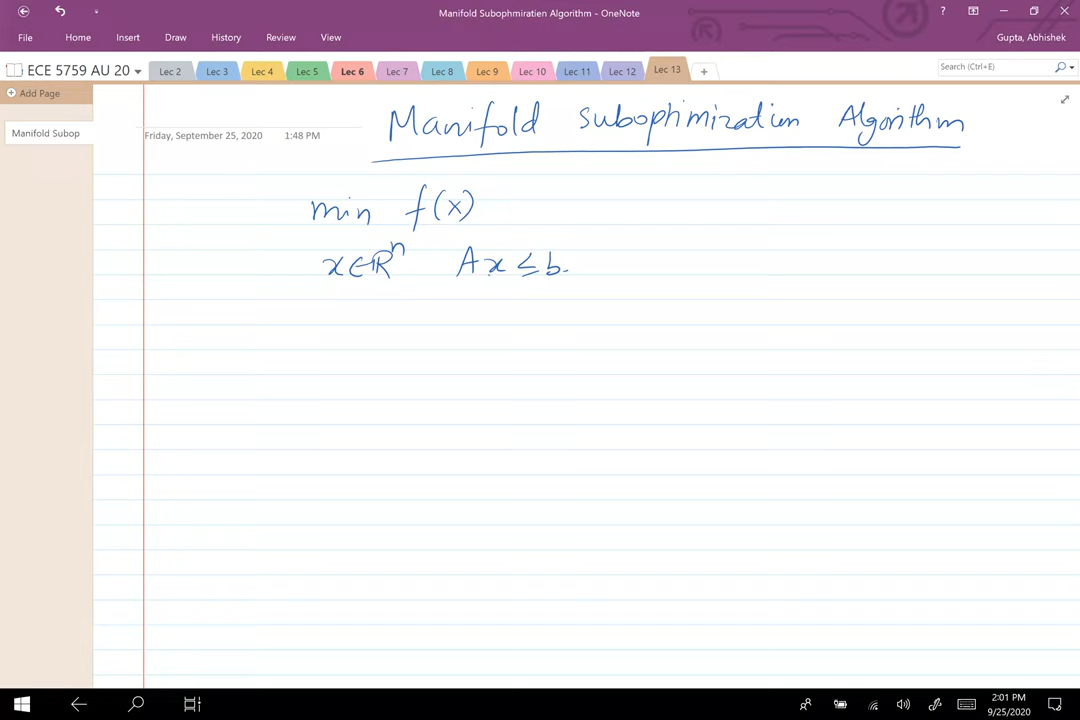 Manifold Subophmiratien Algorithm - OneNote
? Gupta, Abhishek
File Home Insert Draw History Review View
ECE 5759 AU 20 Lec 2 Lec 3 Lec 4 Lec 5 Lec 6 Lec 7 Lec 8 Lec 9 Lec 10 Lec 11 Lec 12 Lec 13 + Search (Ctrl+E)
Add Page
Manifold Subop
Friday, September 25, 2020 1:48 PM
Manifold suboptimization Algorithm
min f(x)
x∈ℝⁿ Ax ≤ b.
2:01 PM
9/25/2020